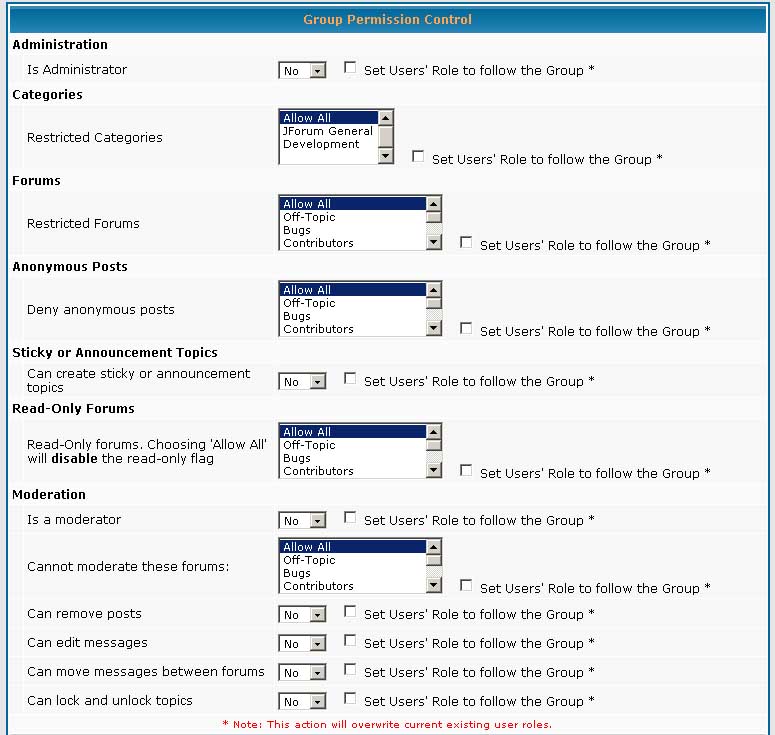 Group Permission Control
Administration
Is Administrator
No
Set Users' Role to follow the Group *
Categories
Restricted Categories
Allow All
JForum General
Development
Set Users' Role to follow the Group *
Forums
Restricted Forums
Allow All
Off-Topic
Bugs
Contributors
Set Users' Role to follow the Group *
Anonymous Posts
Deny anonymous posts
Allow All
Off-Topic
Bugs
Contributors
Set Users' Role to follow the Group *
Sticky or Announcement Topics
Can create sticky or announcement
topics
No
Set Users' Role to follow the Group *
Read-Only Forums
Read-Only forums. Choosing 'Allow All'
will disable the read-only flag
Allow All
Off-Topic
Bugs
Contributors
Set Users' Role to follow the Group *
Moderation
Is a moderator
No
Set Users' Role to follow the Group *
Cannot moderate these forums:
Allow All
Off-Topic
Bugs
Contributors
Set Users' Role to follow the Group *
Can remove posts
No
Set Users' Role to follow the Group *
Can edit messages
No
Set Users' Role to follow the Group *
Can move messages between forums
No
Set Users' Role to follow the Group *
Can lock and unlock topics
No
Set Users' Role to follow the Group *
* Note: This action will overwrite current existing user roles.